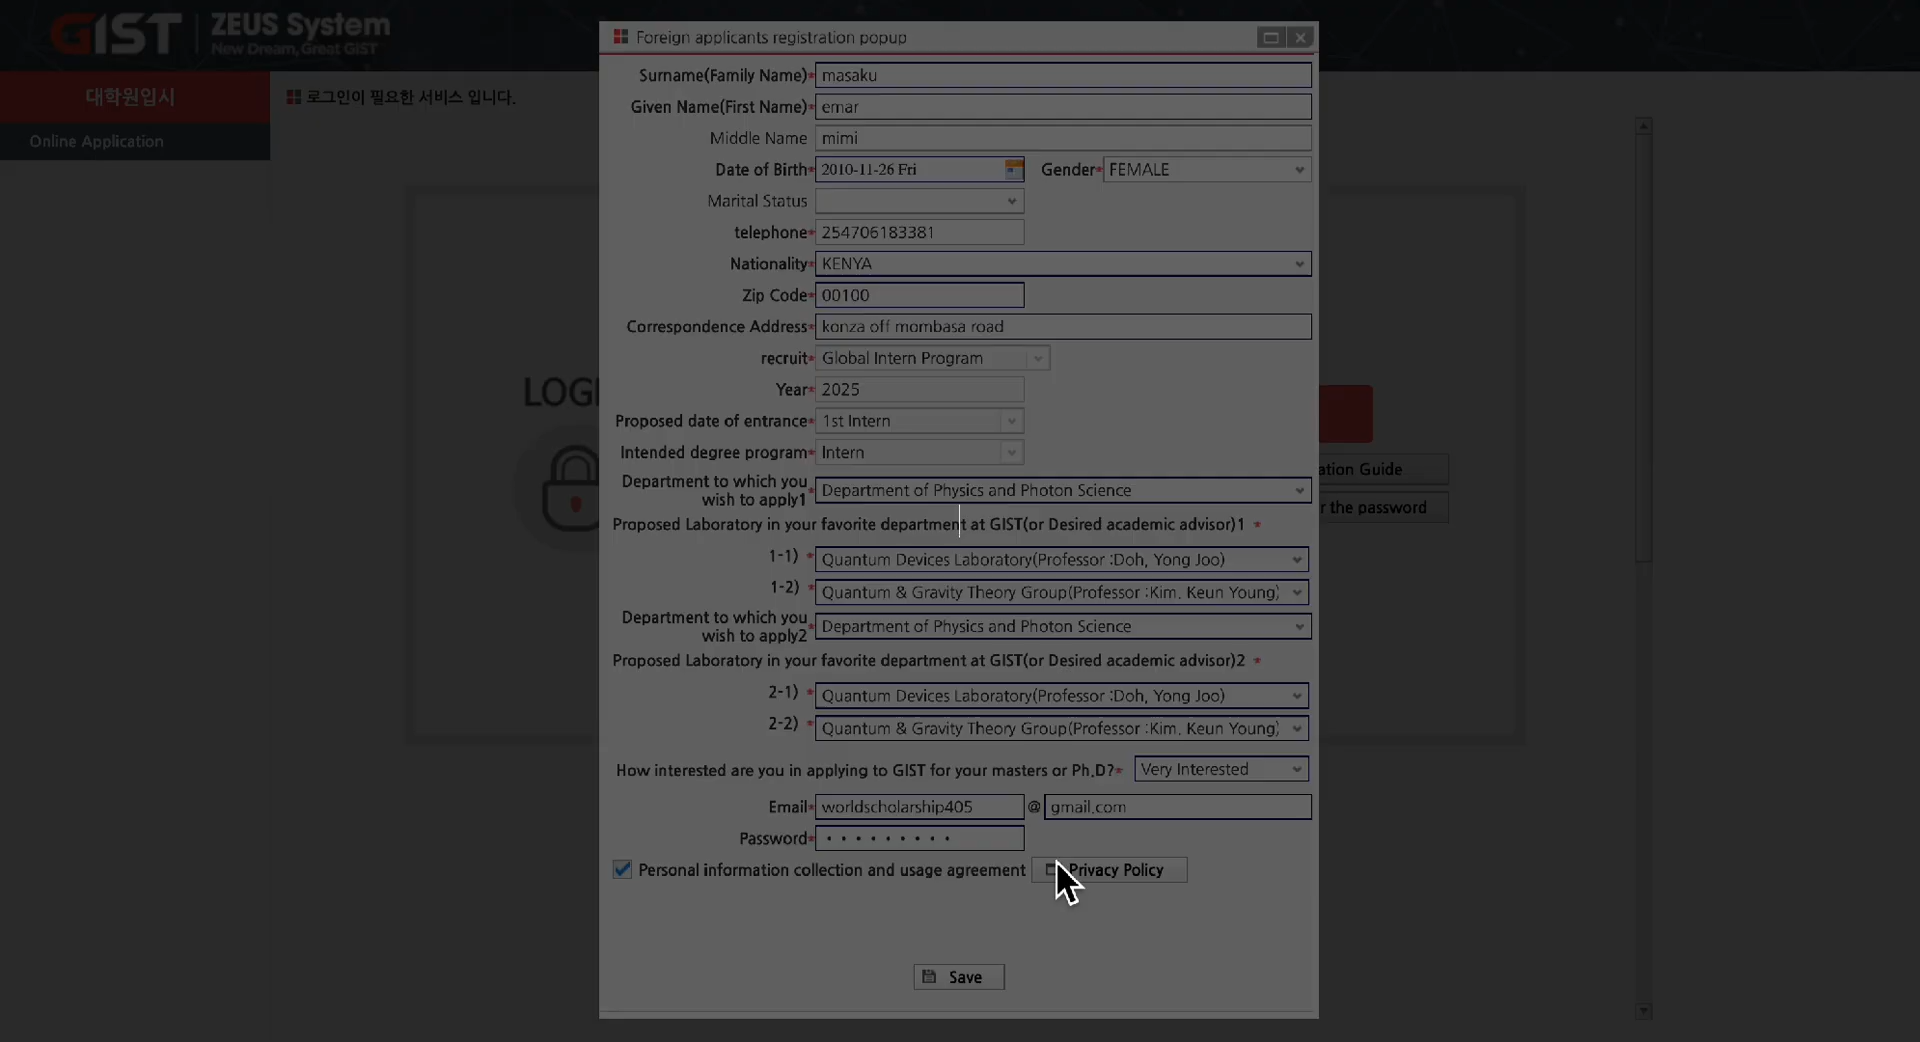 GIST | ZEUS System
New Dream, Great GIST
대학원입시
Online Application
로그인이 필요한 서비스 입니다.
LOGI
ation Guide
r the password
Foreign applicants registration popup
Surname(Family Name)* masaku
Given Name(First Name)* emar
Middle Name mimi
Date of Birth* 2010-11-26 Fri Gender* FEMALE
Marital Status
telephone* 254706183381
Nationality* KENYA
Zip Code* 00100
Correspondence Address* konza off mombasa road
recruit* Global Intern Program
Year* 2025
Proposed date of entrance* 1st Intern
Intended degree program* Intern
Department to which you
wish to apply1 * Department of Physics and Photon Science
Proposed Laboratory in your favorite department at GIST(or Desired academic advisor)1 *
1-1) * Quantum Devices Laboratory(Professor :Doh, Yong Joo)
1-2) * Quantum & Gravity Theory Group(Professor :Kim, Keun Young)
Department to which you
wish to apply2 * Department of Physics and Photon Science
Proposed Laboratory in your favorite department at GIST(or Desired academic advisor)2 *
2-1) * Quantum Devices Laboratory(Professor :Doh, Yong Joo)
2-2) * Quantum & Gravity Theory Group(Professor :Kim, Keun Young)
How interested are you in applying to GIST for your masters or Ph.D?* Very Interested
Email* worldscholarship405 @ gmail.com
Password* • • • • • • • • •
Personal information collection and usage agreement Privacy Policy
Save